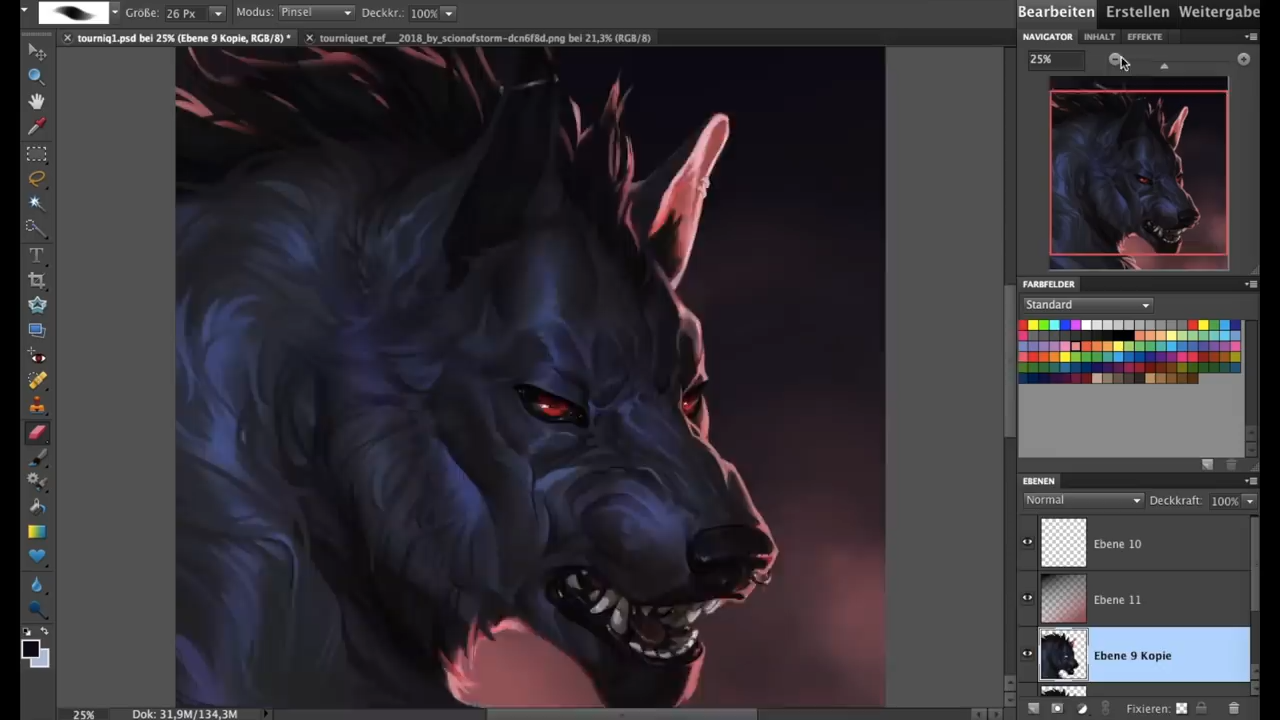 Größe: 26 Px Modus: Pinsel Deckkr.: 100%
Bearbeiten Erstellen Weitergabe
tourniq1.psd bei 25% (Ebene 9 Kopie, RGB/8) * tourniquet_ref__2018_by_scionofstorm-dcn6f8d.png bei 21,3% (RGB/8)
NAVIGATOR INHALT EFFEKTE
25%
FARBFELDER
Standard
EBENEN
Normal Deckkraft: 100%
Ebene 10
Ebene 11
Ebene 9 Kopie
Fixieren:
25% Dok: 31,9M/134,3M